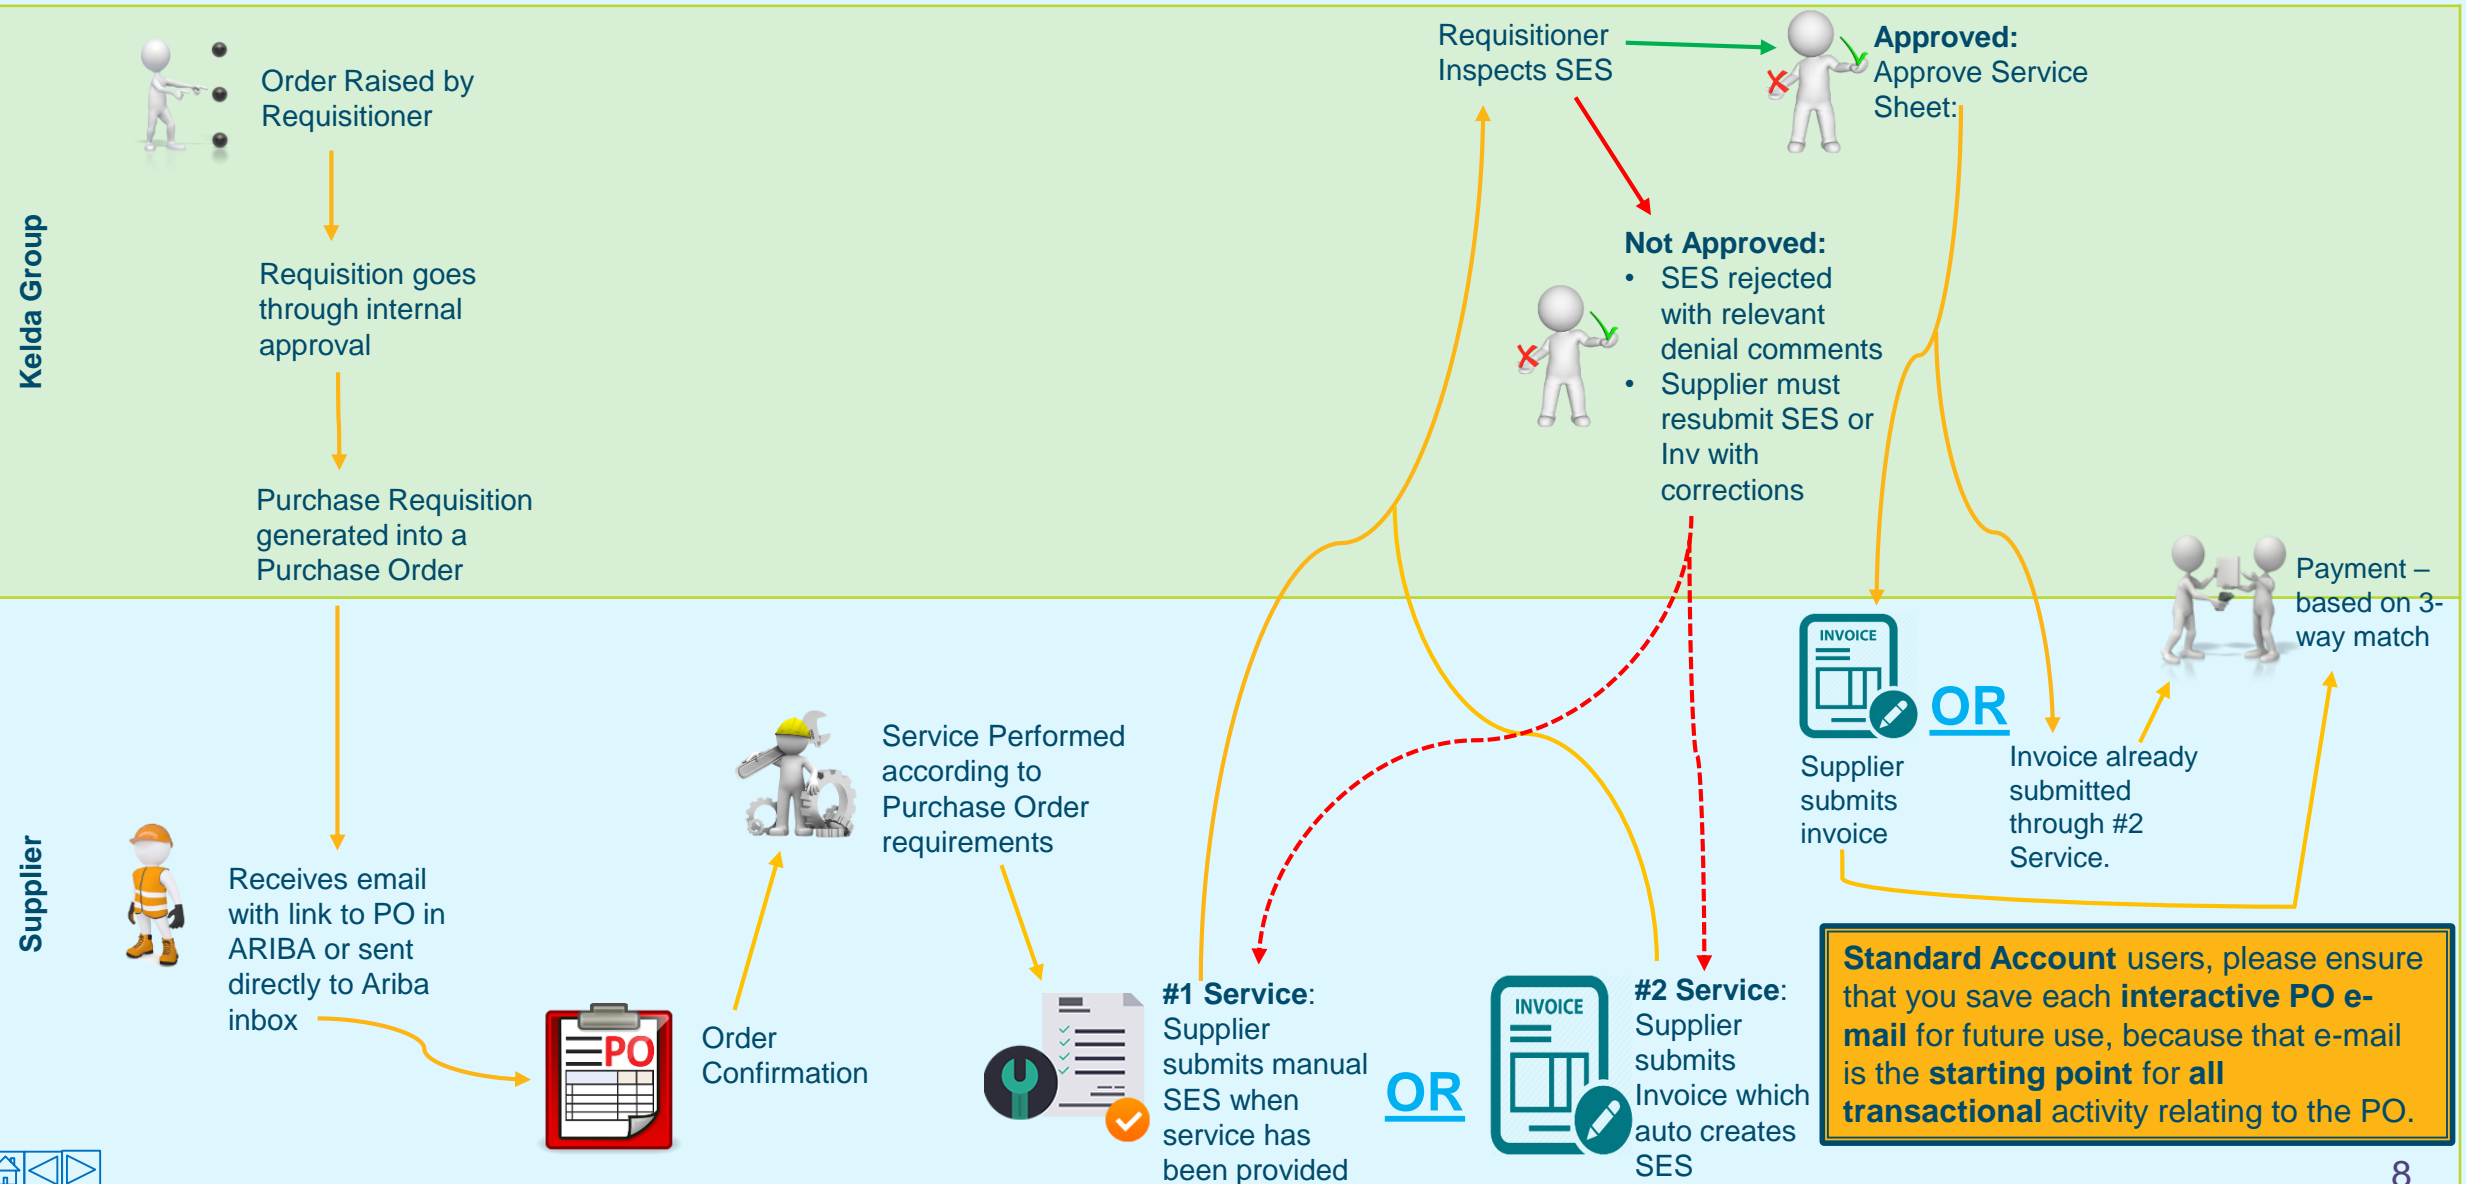 Kelda Group
Order Raised by
Requisitioner
Requisition goes
through internal
approval
Purchase Requisition
generated into a
Purchase Order
Requisitioner
Inspects SES
Approved:
Approve Service
Sheet:
Not Approved:
• SES rejected
with relevant
denial comments
• Supplier must
resubmit SES or
Inv with
corrections
Payment –
based on 3-
way match
Supplier
Receives email
with link to PO in
ARIBA or sent
directly to Ariba
inbox
PO
Order
Confirmation
Service Performed
according to
Purchase Order
requirements
#1 Service:
Supplier
submits manual
SES when
service has
been provided
OR
INVOICE
#2 Service:
Supplier
submits
Invoice which
auto creates
SES
INVOICE
Supplier
submits
invoice
OR
Invoice already
submitted
through #2
Service.
Standard Account users, please ensure
that you save each interactive PO e-
mail for future use, because that e-mail
is the starting point for all
transactional activity relating to the PO.
8